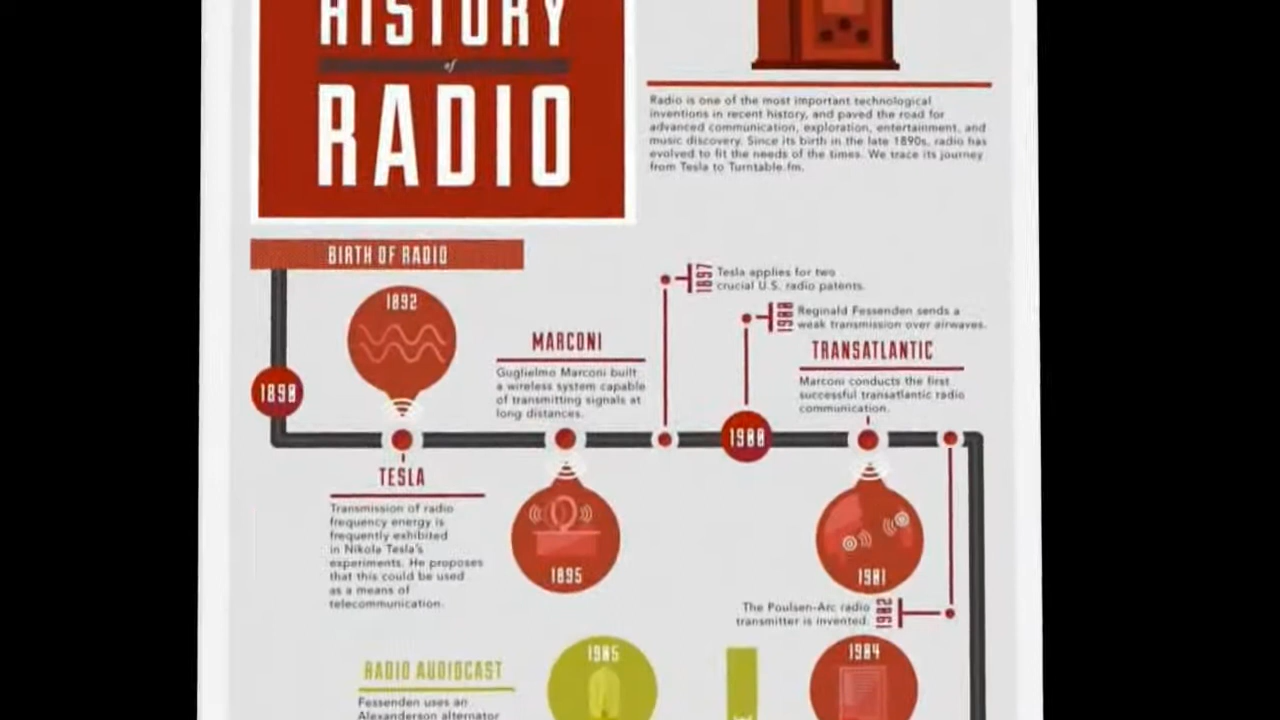 HISTORY
of
RADIO
Radio is one of the most important technological
inventions in recent history, and paved the road for
advanced communication, exploration, entertainment, and
music discovery. Since its birth in the late 1890s, radio has
evolved to fit the needs of the times. We trace its journey
from Tesla to Turntable.fm.
BIRTH OF RADIO
1890
1892
TESLA
Transmission of radio
frequency energy is
frequently exhibited
in Nikola Tesla's
experiments. He proposes
that this could be used
as a means of
telecommunication.
MARCONI
Guglielmo Marconi built
a wireless system capable
of transmitting signals at
long distances.
1895
1897
Tesla applies for two
crucial U.S. radio patents.
1900
1900
Reginald Fessenden sends a
weak transmission over airwaves.
TRANSATLANTIC
Marconi conducts the first
successful transatlantic radio
communication.
1901
1902
The Poulsen-Arc radio
transmitter is invented.
1904
1905
RADIO AUDIOCAST
Fessenden uses an
Alexanderson alternator